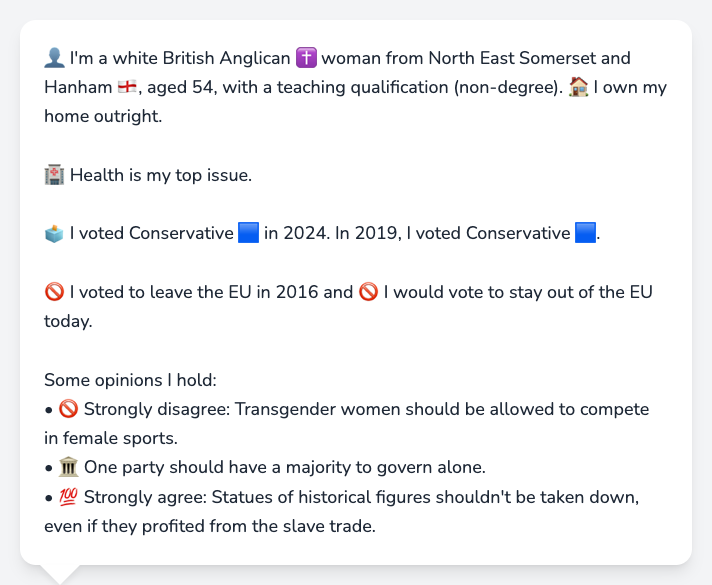 👤 I'm a white British Anglican ✝️ woman from North East Somerset and
Hanham 🏴󠁧󠁢󠁥󠁮󠁧󠁿, aged 54, with a teaching qualification (non-degree). 🏠 I own my
home outright.
🏥 Health is my top issue.
🗳️ I voted Conservative 🟦 in 2024. In 2019, I voted Conservative 🟦.
🚫 I voted to leave the EU in 2016 and 🚫 I would vote to stay out of the EU
today.
Some opinions I hold:
• 🚫 Strongly disagree: Transgender women should be allowed to compete
in female sports.
• 🏛️ One party should have a majority to govern alone.
• 💯 Strongly agree: Statues of historical figures shouldn't be taken down,
even if they profited from the slave trade.